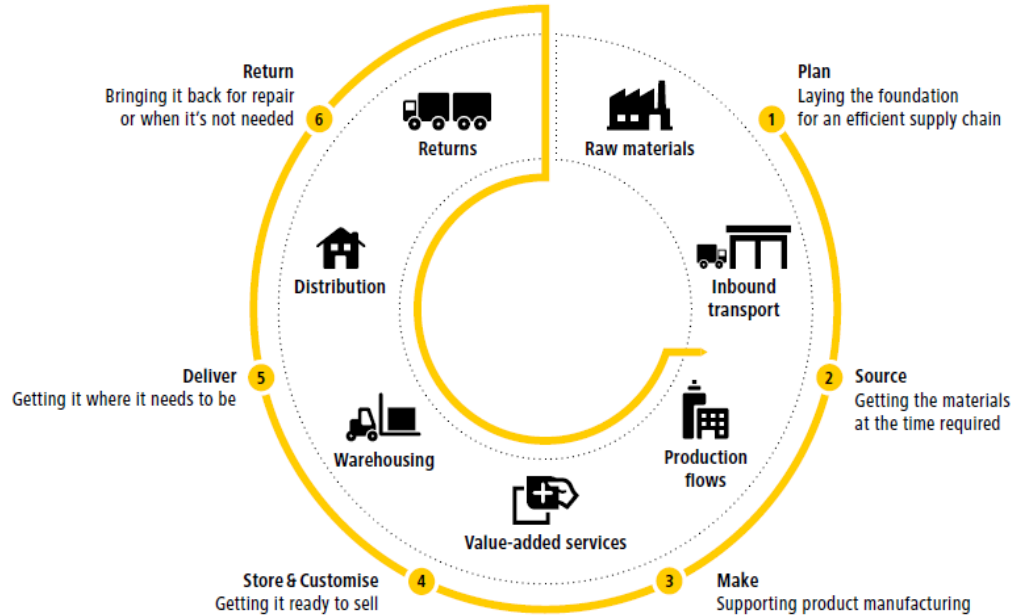 Plan
Laying the foundation
for an efficient supply chain
1
Raw materials
Inbound
transport
2
Source
Getting the materials
at the time required
Production
flows
3
Make
Supporting product manufacturing
Value-added services
4
Store & Customise
Getting it ready to sell
Warehousing
5
Deliver
Getting it where it needs to be
Distribution
6
Return
Bringing it back for repair
or when it's not needed
Returns